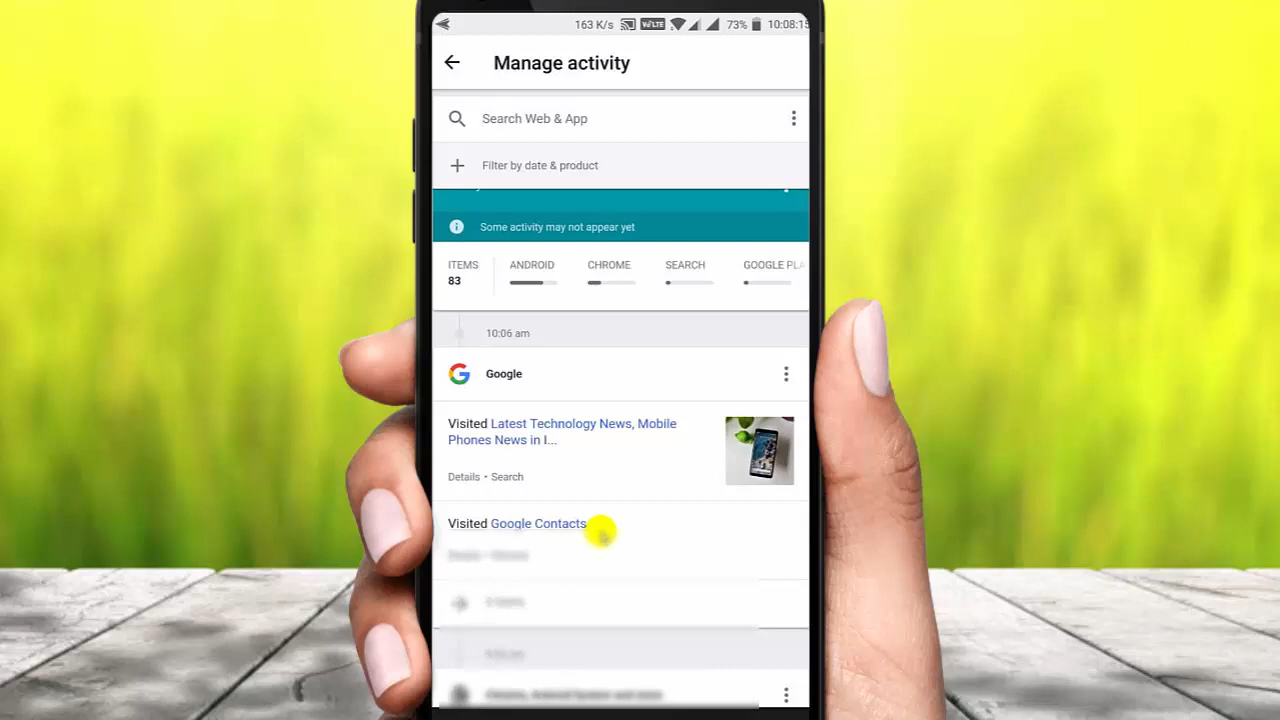 163 K/s VoLTE 73% 10:08:15
Manage activity
Search Web & App
Filter by date & product
Some activity may not appear yet
ITEMS ANDROID CHROME SEARCH GOOGLE PLA
83
10:06 am
Google
Visited Latest Technology News, Mobile
Phones News in I...
Details • Search
Visited Google Contacts